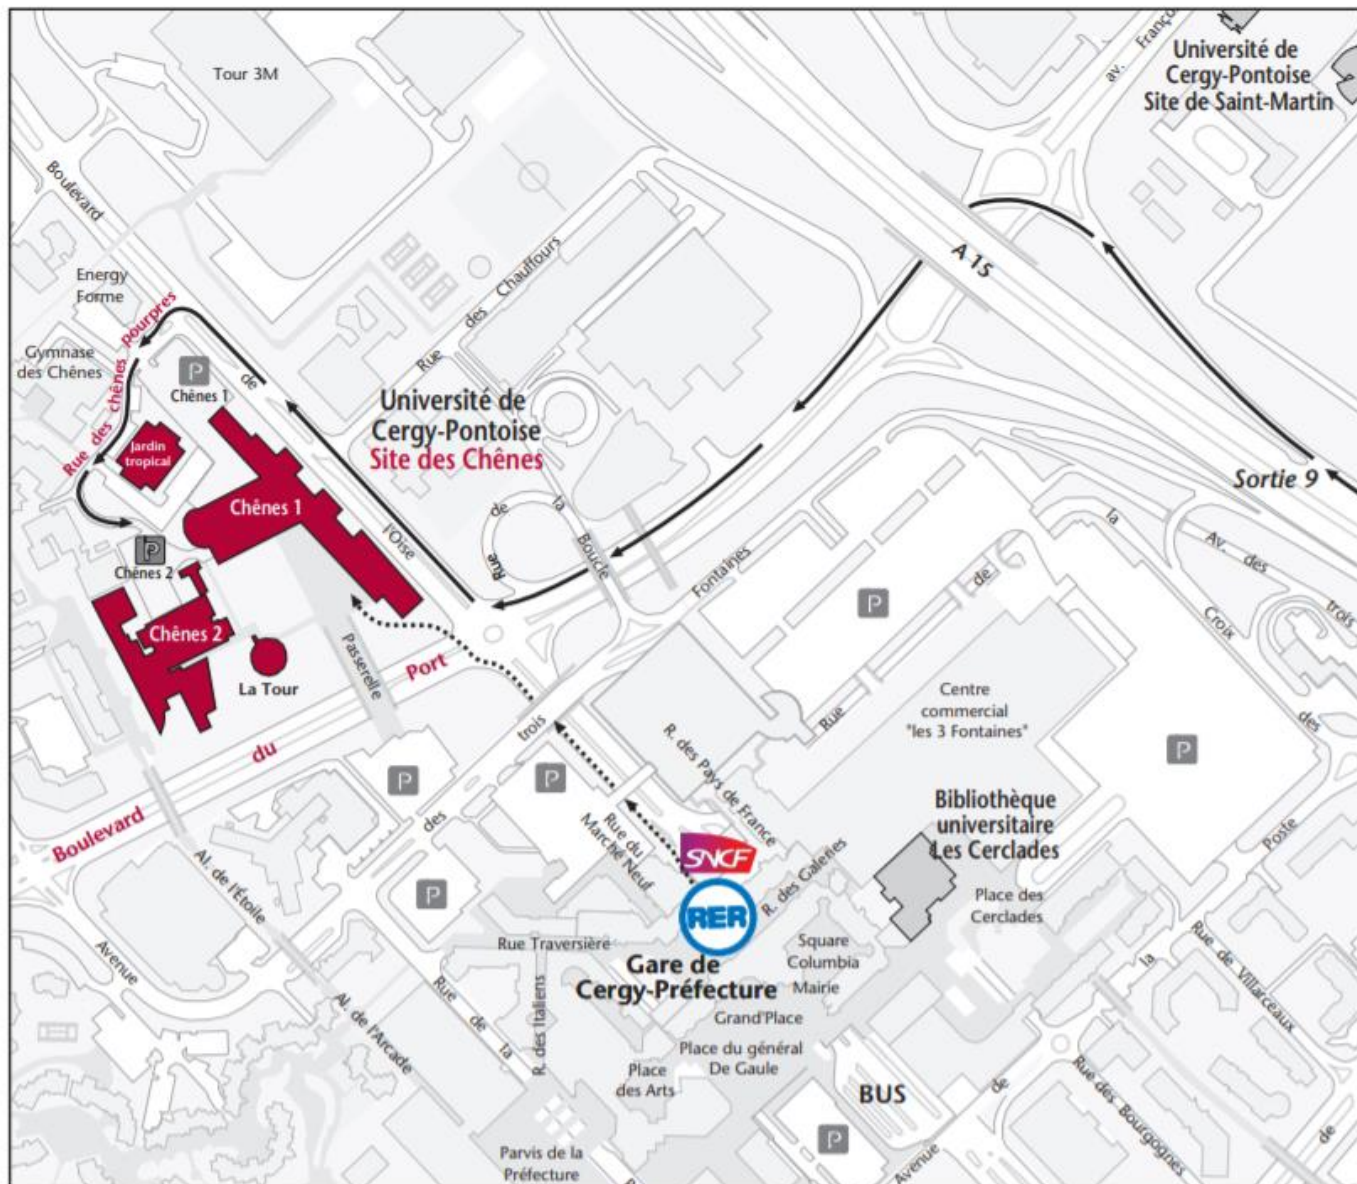 Tour 3M
Université de
Cergy-Pontoise
Site de Saint-Martin
av. Franço
Boulevard
de
l'Oise
A 15
Sortie 9
Energy
Forme
Gymnase
des Chênes
Rue des chênes pourpres
P
Chênes 1
Jardin
tropical
Chênes 1
P
Chênes 2
Chênes 2
La Tour
Passerelle
Université de
Cergy-Pontoise
Site des Chênes
Rue des Chauffours
Rue de la Boucle
Boulevard du Port
Rue de la Croix des
Av. des trois Fontaines
Av. des trois
P
P
P
P
P
P
Centre
commercial
"les 3 Fontaines"
R. des Pays de France
Rue du
Marché Neuf
SNCF
RER
R. des Galeries
Bibliothèque
universitaire
Les Cerclades
Place des
Cerclades
Poste
Rue Traversière
Gare de
Cergy-Préfecture
Square
Columbia
Mairie
Grand'Place
Place du général
De Gaule
Place
des Arts
R. des Italiens
Rue de la
Al. de l'Étoile
Al. de l'Arcade
Avenue
BUS
Avenue de la Poste
Rue de Villarceaux
Rue des Bourgognes
de
Parvis de la
Préfecture